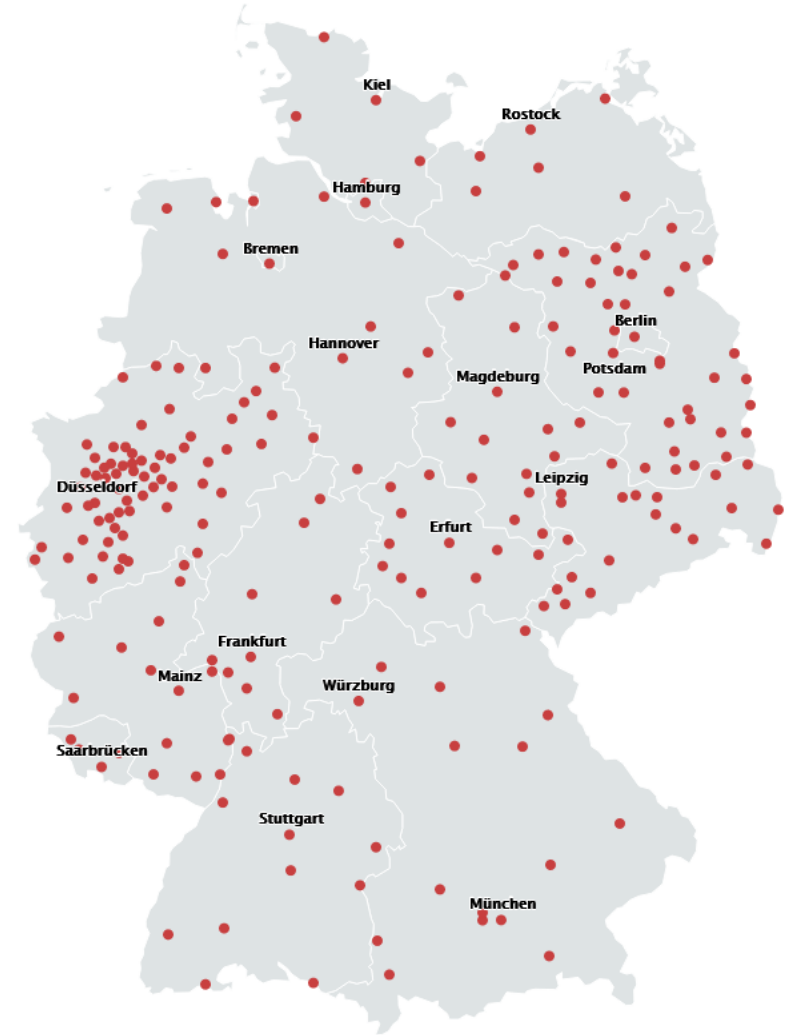 Kiel
Rostock
Hamburg
Bremen
Berlin
Hannover
Potsdam
Magdeburg
Leipzig
Düsseldorf
Erfurt
Frankfurt
Mainz
Würzburg
Saarbrücken
Stuttgart
München